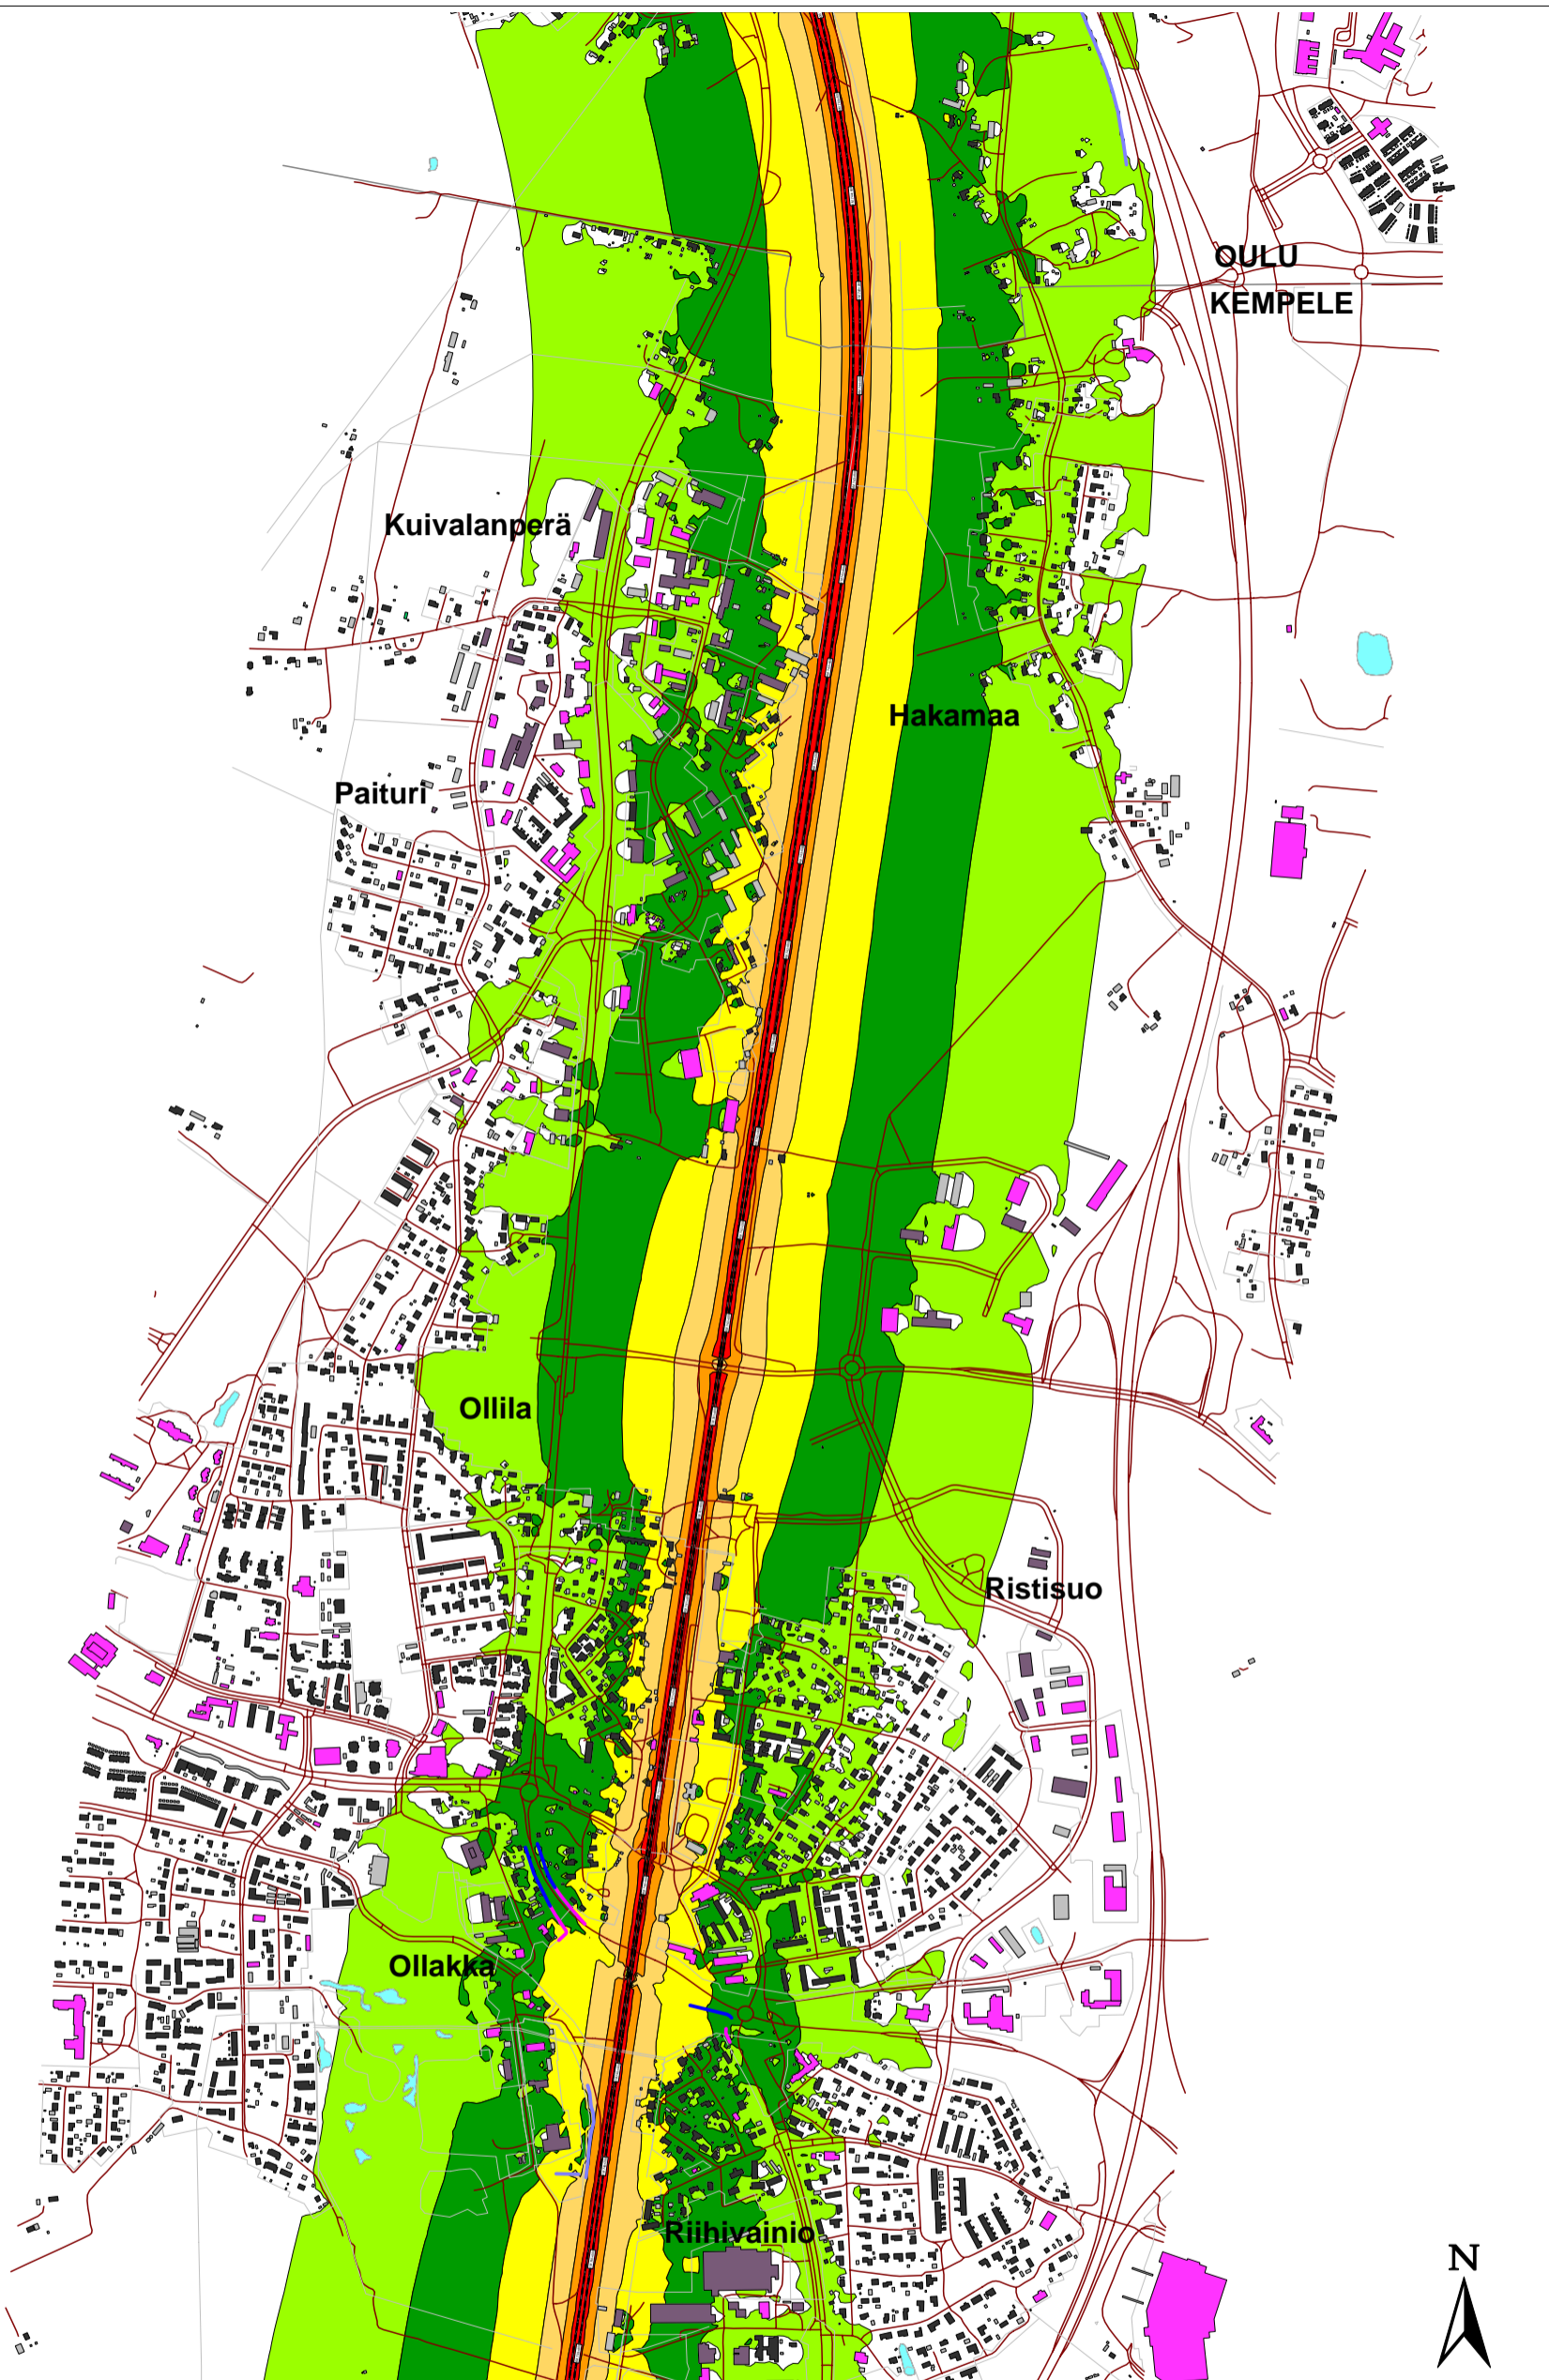 OULU
KEMPELE
Kuivalanperä
Hakamaa
Paituri
Ollila
Ristisuo
Ollakka
Riihivainio
N